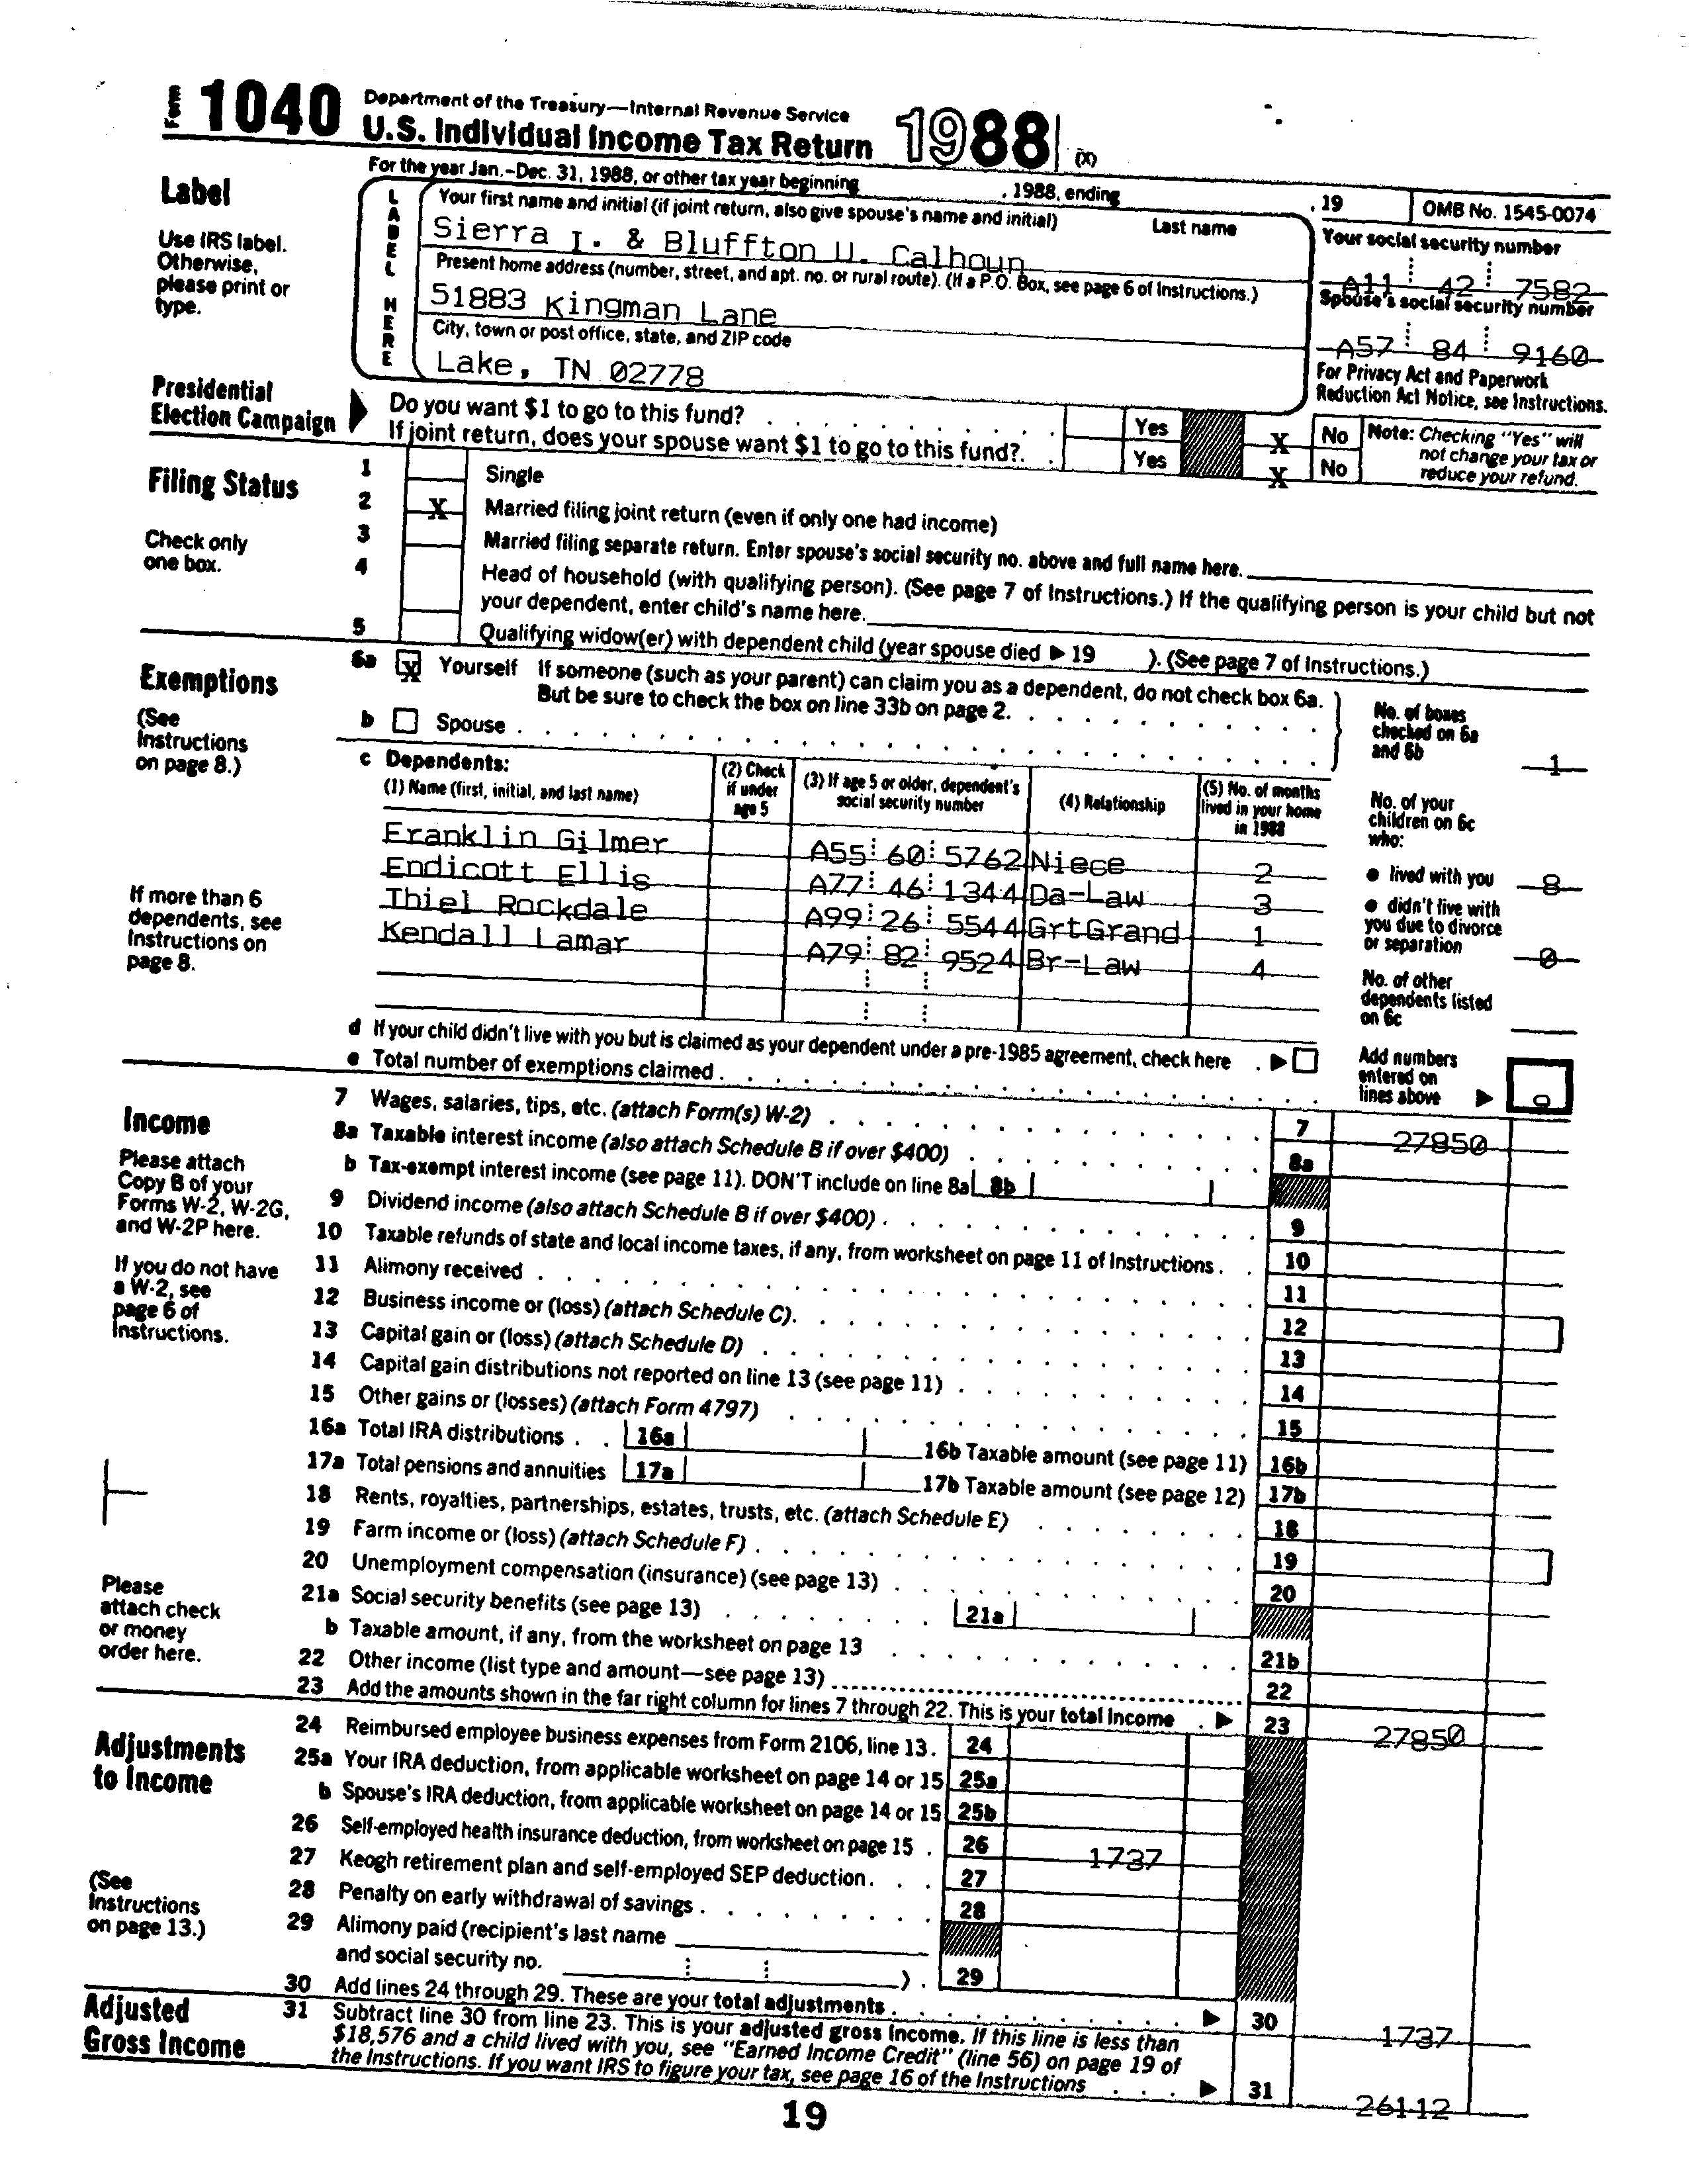 Form 1040 Department of the Treasury—Internal Revenue Service
U.S. Individual Income Tax Return 1988 (X)
For the year Jan.-Dec. 31, 1988, or other tax year beginning , 1988, ending , 19 OMB No. 1545-0074
Label
Use IRS label.
Otherwise,
please print or
type.
LABEL HERE
Your first name and initial (if joint return, also give spouse's name and initial) Last name
Sierra I. & Bluffton U. Calhoun
Your social security number
A11 42 7582
Present home address (number, street, and apt. no. or rural route). (If a P.O. Box, see page 6 of Instructions.)
51883 Kingman Lane
Spouse's social security number
A57 84 9160
City, town or post office, state, and ZIP code
Lake, TN 02778
For Privacy Act and Paperwork
Reduction Act Notice, see Instructions.
Presidential
Election Campaign
Do you want $1 to go to this fund? Yes X No
If joint return, does your spouse want $1 to go to this fund? Yes X No
Note: Checking "Yes" will
not change your tax or
reduce your refund.
Filing Status
Check only
one box.
1 Single
2 X Married filing joint return (even if only one had income)
3 Married filing separate return. Enter spouse's social security no. above and full name here.
4 Head of household (with qualifying person). (See page 7 of Instructions.) If the qualifying person is your child but not
your dependent, enter child's name here.
5 Qualifying widow(er) with dependent child (year spouse died ▶ 19 ). (See page 7 of Instructions.)
Exemptions
(See
Instructions
on page 8.)
6a X Yourself If someone (such as your parent) can claim you as a dependent, do not check box 6a.
But be sure to check the box on line 33b on page 2.
b Spouse
No. of boxes
checked on 6a
and 6b 1
c Dependents:
(1) Name (first, initial, and last name)
(2) Check
if under
age 5
(3) If age 5 or older, dependent's
social security number
(4) Relationship
(5) No. of months
lived in your home
in 1988
Franklin Gilmer A55 60 5762 Niece 2
Endicott Ellis A77 46 1344 Da-Law 3
Thiel Rockdale A99 26 5544 GrtGrand 1
Kendall Lamar A79 82 9524 Br-Law 4
If more than 6
dependents, see
Instructions on
page 8.
No. of your
children on 6c
who:
● lived with you 8
● didn't live with
you due to divorce
or separation 0
No. of other
dependents listed
on 6c
d If your child didn't live with you but is claimed as your dependent under a pre-1985 agreement, check here ▶
e Total number of exemptions claimed
Add numbers
entered on
lines above ▶ 9
Income
Please attach
Copy B of your
Forms W-2, W-2G,
and W-2P here.
If you do not have
a W-2, see
page 6 of
Instructions.
Please
attach check
or money
order here.
7 Wages, salaries, tips, etc. (attach Form(s) W-2) 7 27850
8a Taxable interest income (also attach Schedule B if over $400) 8a
b Tax-exempt interest income (see page 11). DON'T include on line 8a 8b
9 Dividend income (also attach Schedule B if over $400) 9
10 Taxable refunds of state and local income taxes, if any, from worksheet on page 11 of Instructions 10
11 Alimony received 11
12 Business income or (loss) (attach Schedule C) 12
13 Capital gain or (loss) (attach Schedule D) 13
14 Capital gain distributions not reported on line 13 (see page 11) 14
15 Other gains or (losses) (attach Form 4797) 15
16a Total IRA distributions 16a 16b Taxable amount (see page 11) 16b
17a Total pensions and annuities 17a 17b Taxable amount (see page 12) 17b
18 Rents, royalties, partnerships, estates, trusts, etc. (attach Schedule E) 18
19 Farm income or (loss) (attach Schedule F) 19
20 Unemployment compensation (insurance) (see page 13) 20
21a Social security benefits (see page 13) 21a
b Taxable amount, if any, from the worksheet on page 13 21b
22 Other income (list type and amount—see page 13) 22
23 Add the amounts shown in the far right column for lines 7 through 22. This is your total income ▶ 23 27850
Adjustments
to Income
(See
Instructions
on page 13.)
24 Reimbursed employee business expenses from Form 2106, line 13. 24
25a Your IRA deduction, from applicable worksheet on page 14 or 15 25a
b Spouse's IRA deduction, from applicable worksheet on page 14 or 15 25b
26 Self-employed health insurance deduction, from worksheet on page 15 26 1737
27 Keogh retirement plan and self-employed SEP deduction 27
28 Penalty on early withdrawal of savings 28
29 Alimony paid (recipient's last name
and social security no. ) 29
30 Add lines 24 through 29. These are your total adjustments ▶ 30 1737
Adjusted
Gross Income
31 Subtract line 30 from line 23. This is your adjusted gross income. If this line is less than
$18,576 and a child lived with you, see "Earned Income Credit" (line 56) on page 19 of
the Instructions. If you want IRS to figure your tax, see page 16 of the Instructions ▶ 31 26112
19